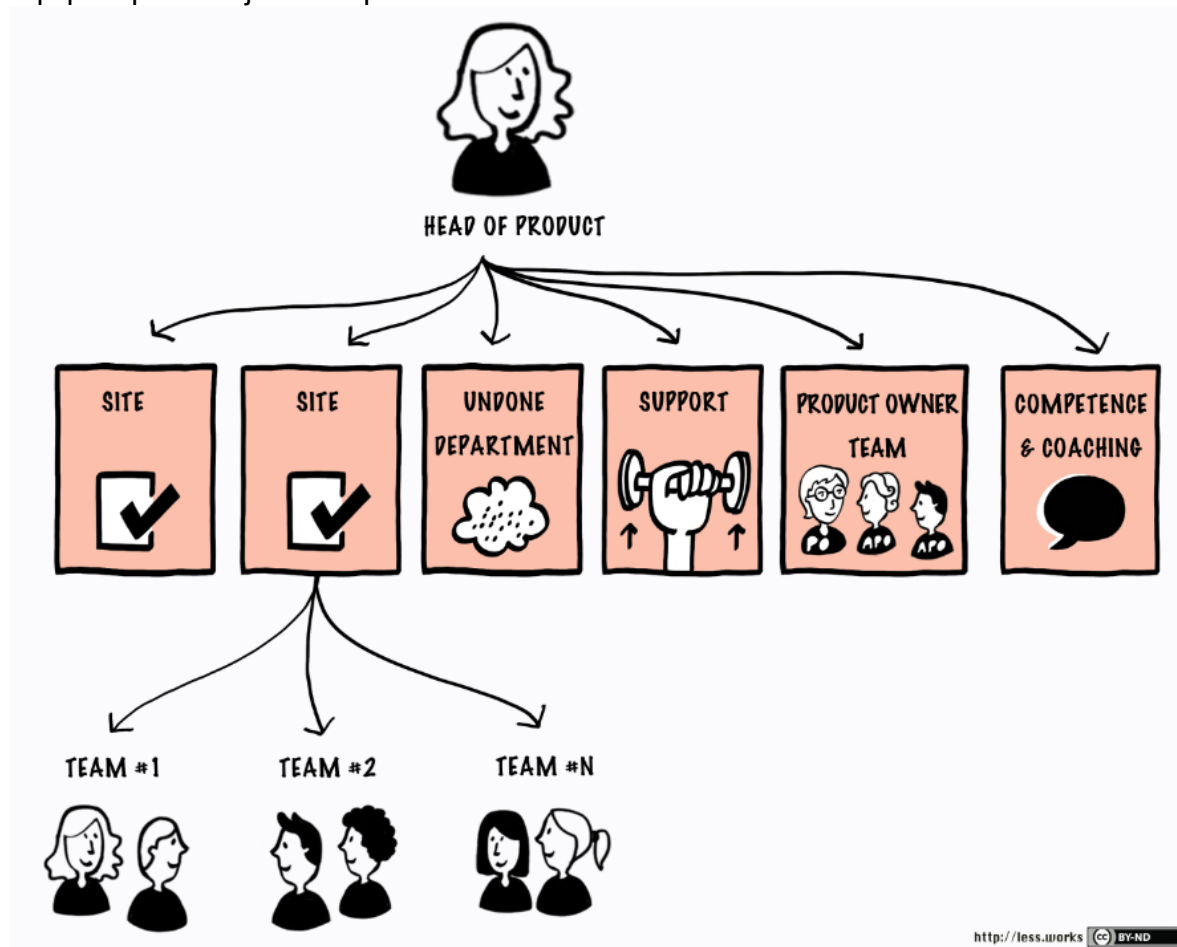 HEAD OF PRODUCT
SITE
SITE
UNDONE
DEPARTMENT
SUPPORT
PRODUCT OWNER
TEAM
PO
APO
APO
COMPETENCE
& COACHING
TEAM #1
TEAM #2
TEAM #N
http://less.works
cc BY-ND